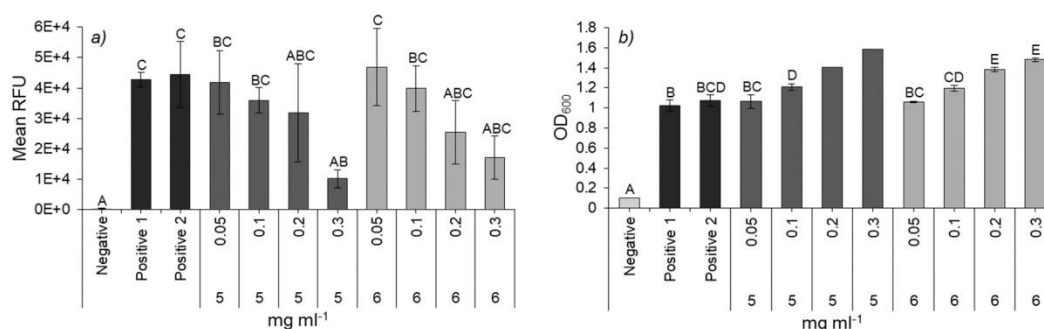 a)
Mean RFU
6E+4
5E+4
4E+4
3E+4
2E+4
1E+4
0E+0
A
C
C
BC
BC
ABC
AB
C
BC
ABC
ABC
Negative
Positive 1
Positive 2
0.05
0.1
0.2
0.3
0.05
0.1
0.2
0.3
5
5
5
5
6
6
6
6
mg ml-1
b)
OD600
1.8
1.6
1.4
1.2
1
0.8
0.6
0.4
0.2
0
A
B
BCD
BC
D
BC
CD
E
E
Negative
Positive 1
Positive 2
0.05
0.1
0.2
0.3
0.05
0.1
0.2
0.3
5
5
5
5
6
6
6
6
mg ml-1